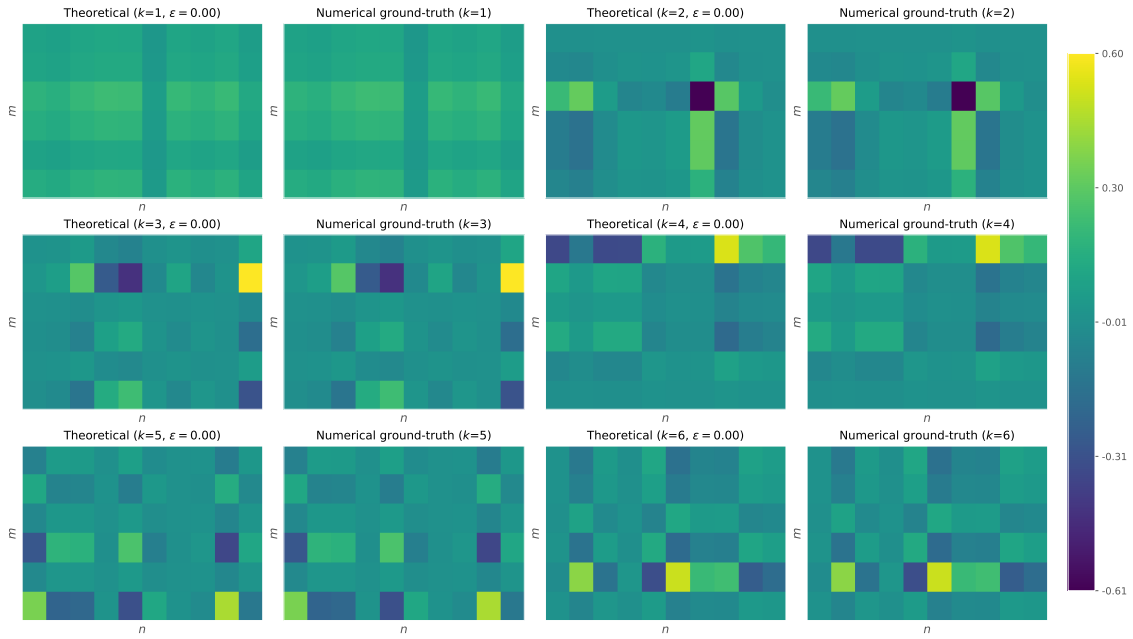 Theoretical (k=1, ε = 0.00)
Numerical ground-truth (k=1)
Theoretical (k=2, ε = 0.00)
Numerical ground-truth (k=2)
m
m
m
m
n
n
n
n
Theoretical (k=3, ε = 0.00)
Numerical ground-truth (k=3)
Theoretical (k=4, ε = 0.00)
Numerical ground-truth (k=4)
m
m
m
m
n
n
n
n
Theoretical (k=5, ε = 0.00)
Numerical ground-truth (k=5)
Theoretical (k=6, ε = 0.00)
Numerical ground-truth (k=6)
m
m
m
m
n
n
n
n
0.60
0.30
-0.01
-0.31
-0.61